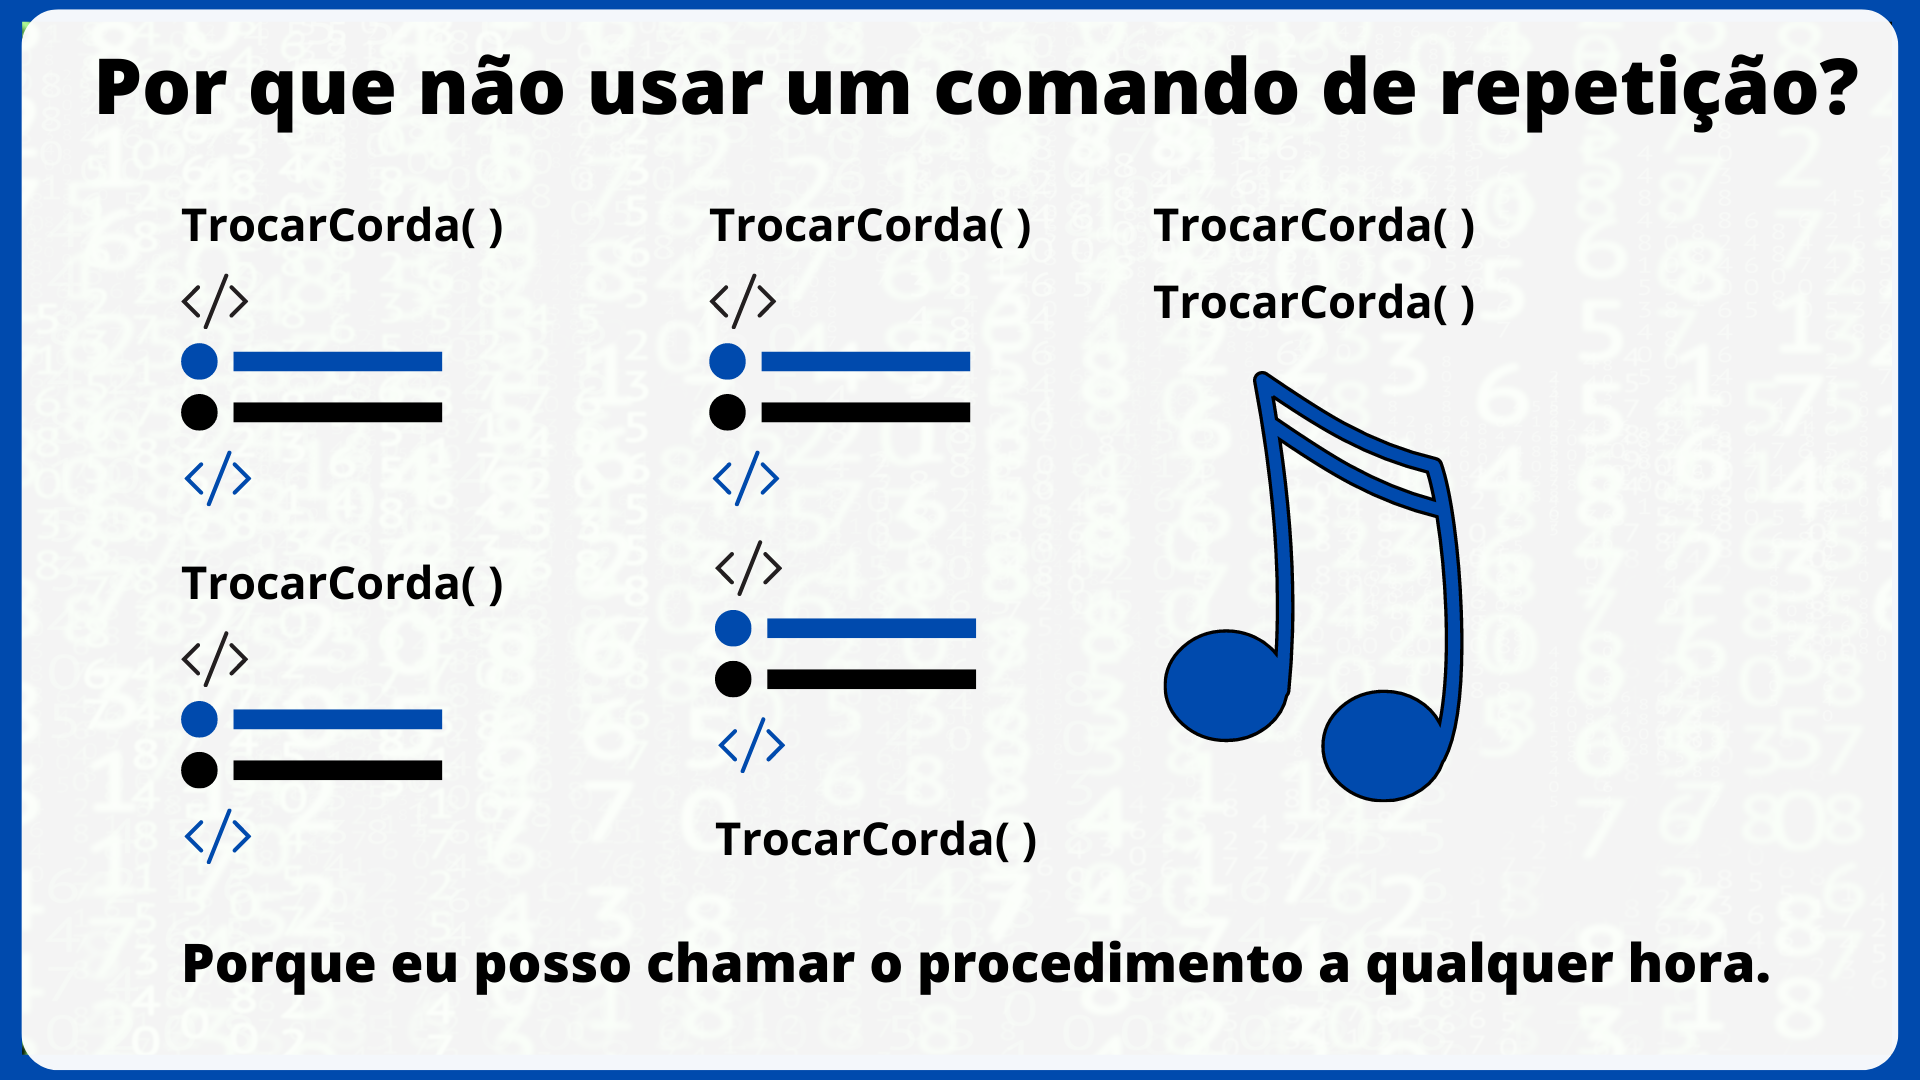 Por que não usar um comando de repetição?
TrocarCorda( )
</>
</>
TrocarCorda( )
</>
</>
TrocarCorda( )
</>
</>
</>
</>
TrocarCorda( )
TrocarCorda( )
TrocarCorda( )
Porque eu posso chamar o procedimento a qualquer hora.